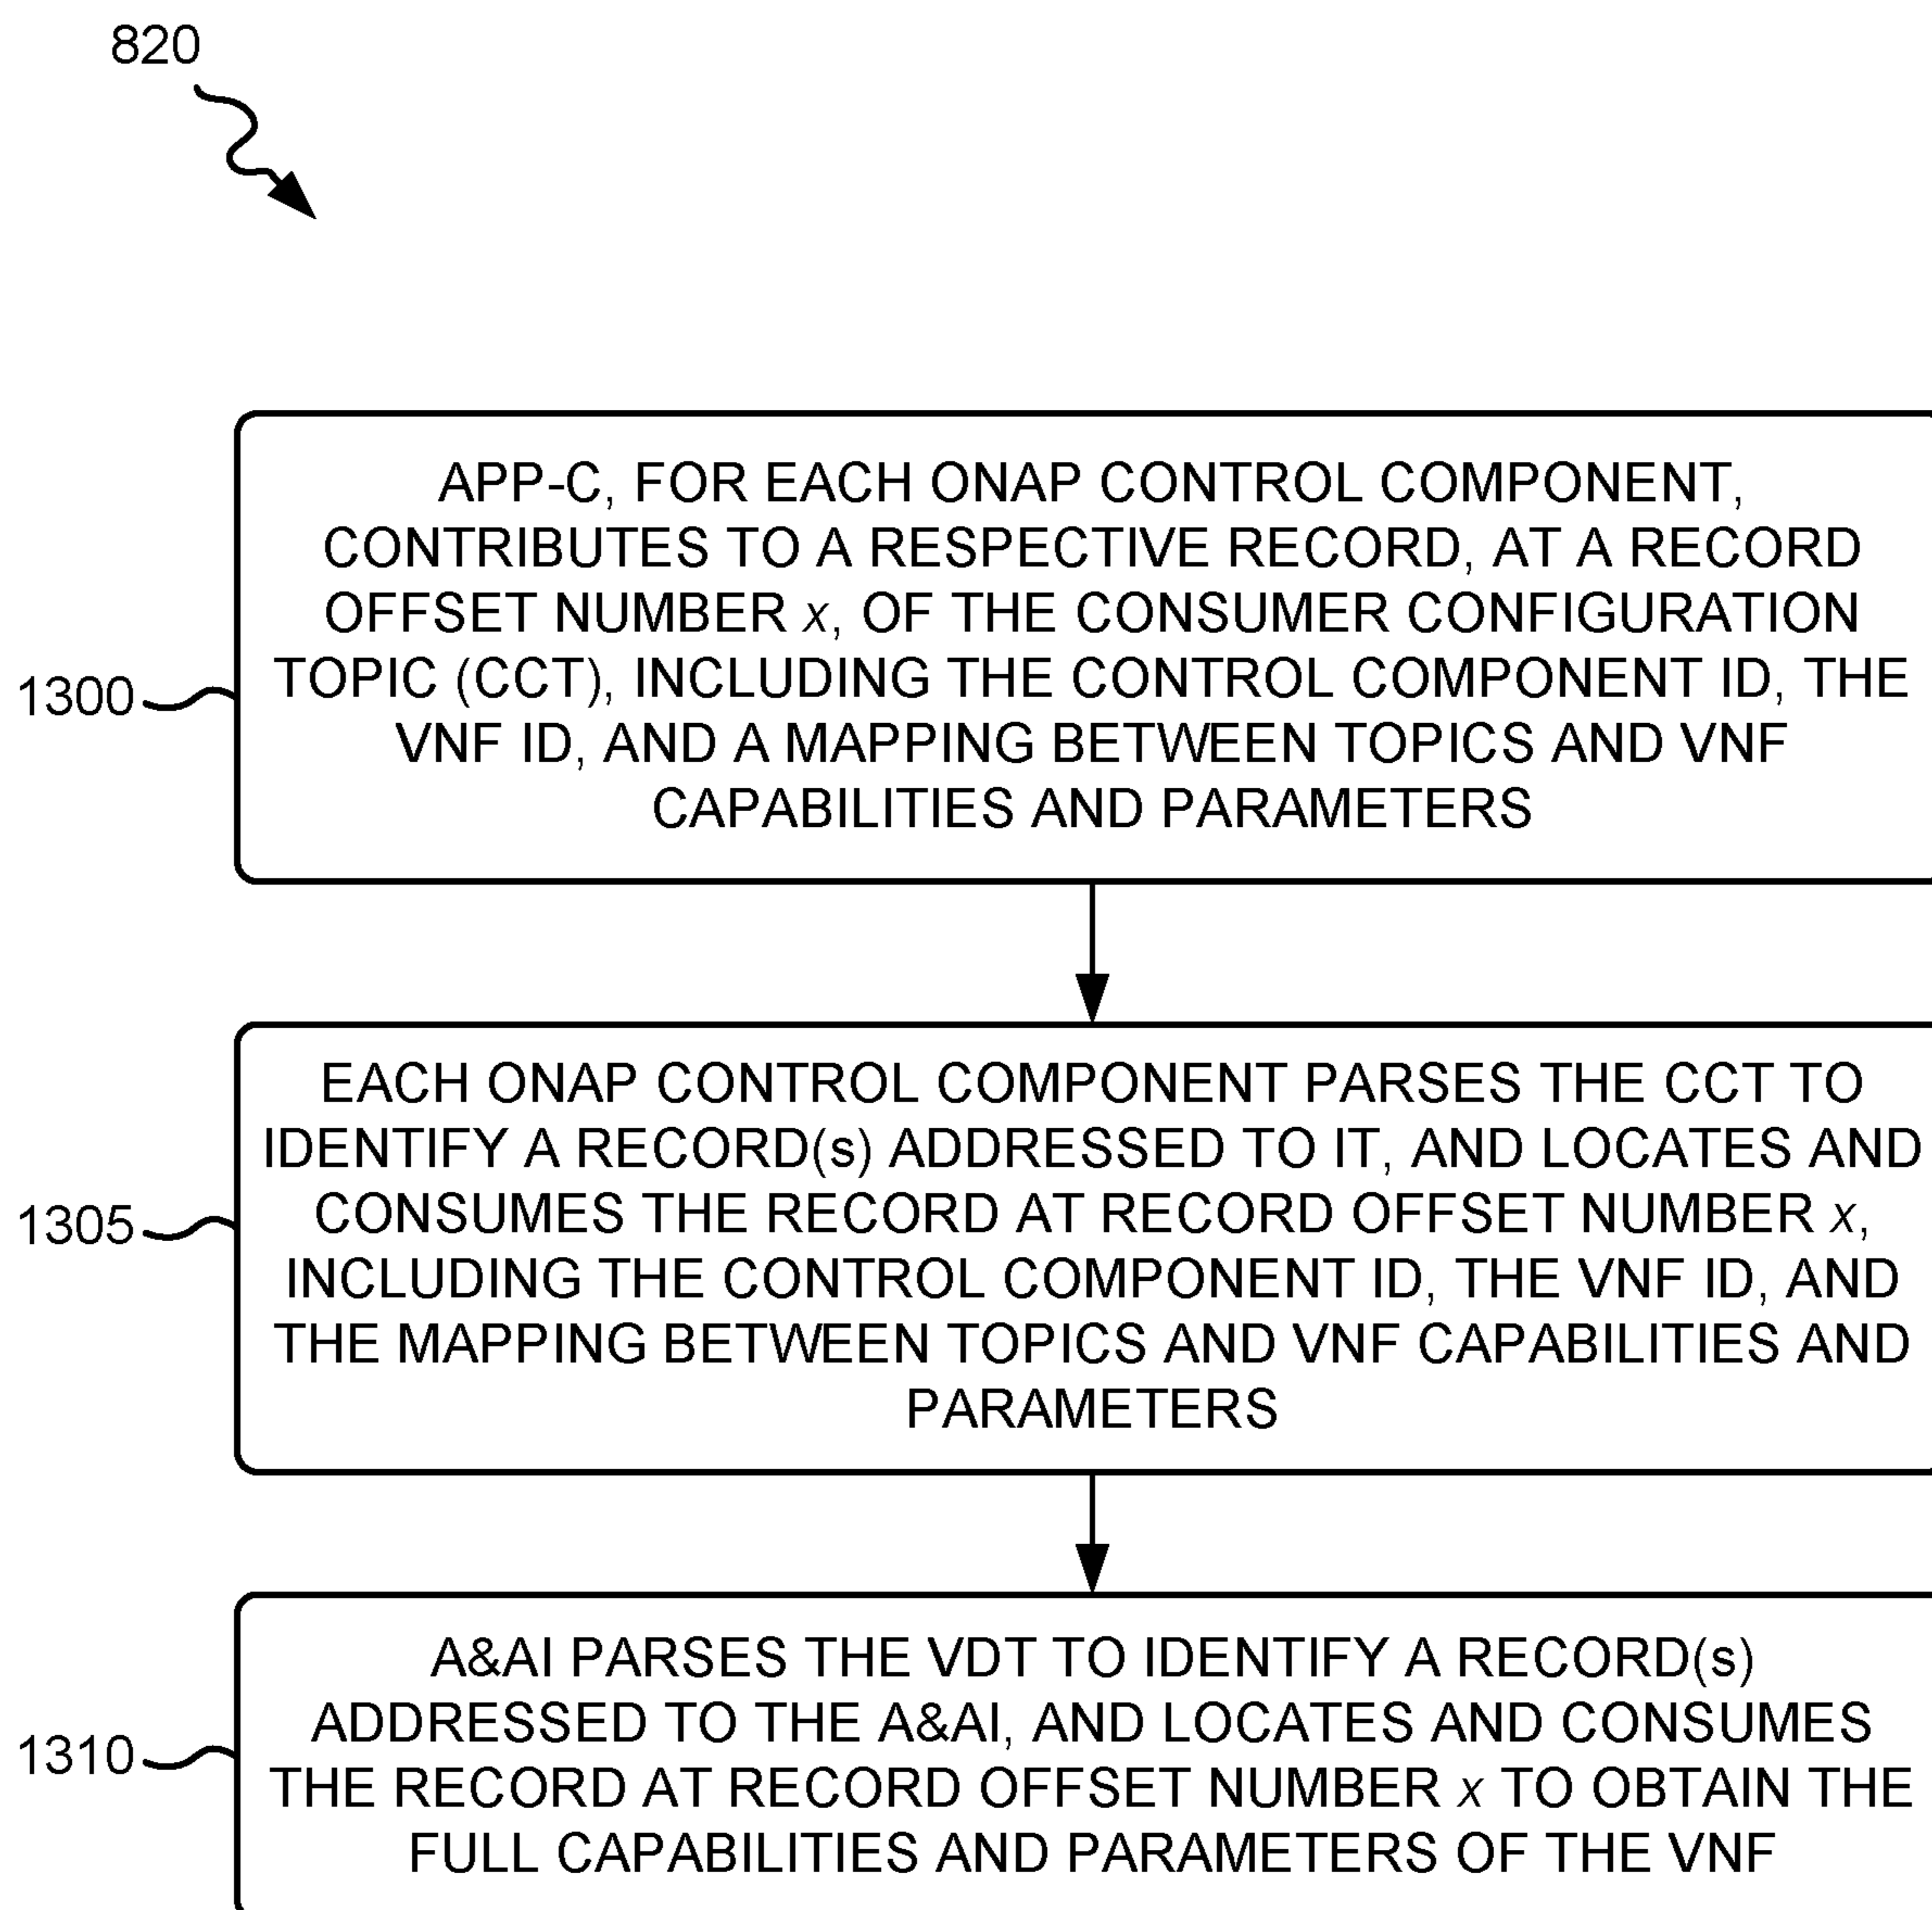 820
APP-C, FOR EACH ONAP CONTROL COMPONENT,
CONTRIBUTES TO A RESPECTIVE RECORD, AT A RECORD
OFFSET NUMBER x, OF THE CONSUMER CONFIGURATION
TOPIC (CCT), INCLUDING THE CONTROL COMPONENT ID, THE
VNF ID, AND A MAPPING BETWEEN TOPICS AND VNF
CAPABILITIES AND PARAMETERS
1300
EACH ONAP CONTROL COMPONENT PARSES THE CCT TO
IDENTIFY A RECORD(s) ADDRESSED TO IT, AND LOCATES AND
CONSUMES THE RECORD AT RECORD OFFSET NUMBER x,
INCLUDING THE CONTROL COMPONENT ID, THE VNF ID, AND
THE MAPPING BETWEEN TOPICS AND VNF CAPABILITIES AND
PARAMETERS
1305
A&AI PARSES THE VDT TO IDENTIFY A RECORD(s)
ADDRESSED TO THE A&AI, AND LOCATES AND CONSUMES
THE RECORD AT RECORD OFFSET NUMBER x TO OBTAIN THE
FULL CAPABILITIES AND PARAMETERS OF THE VNF
1310